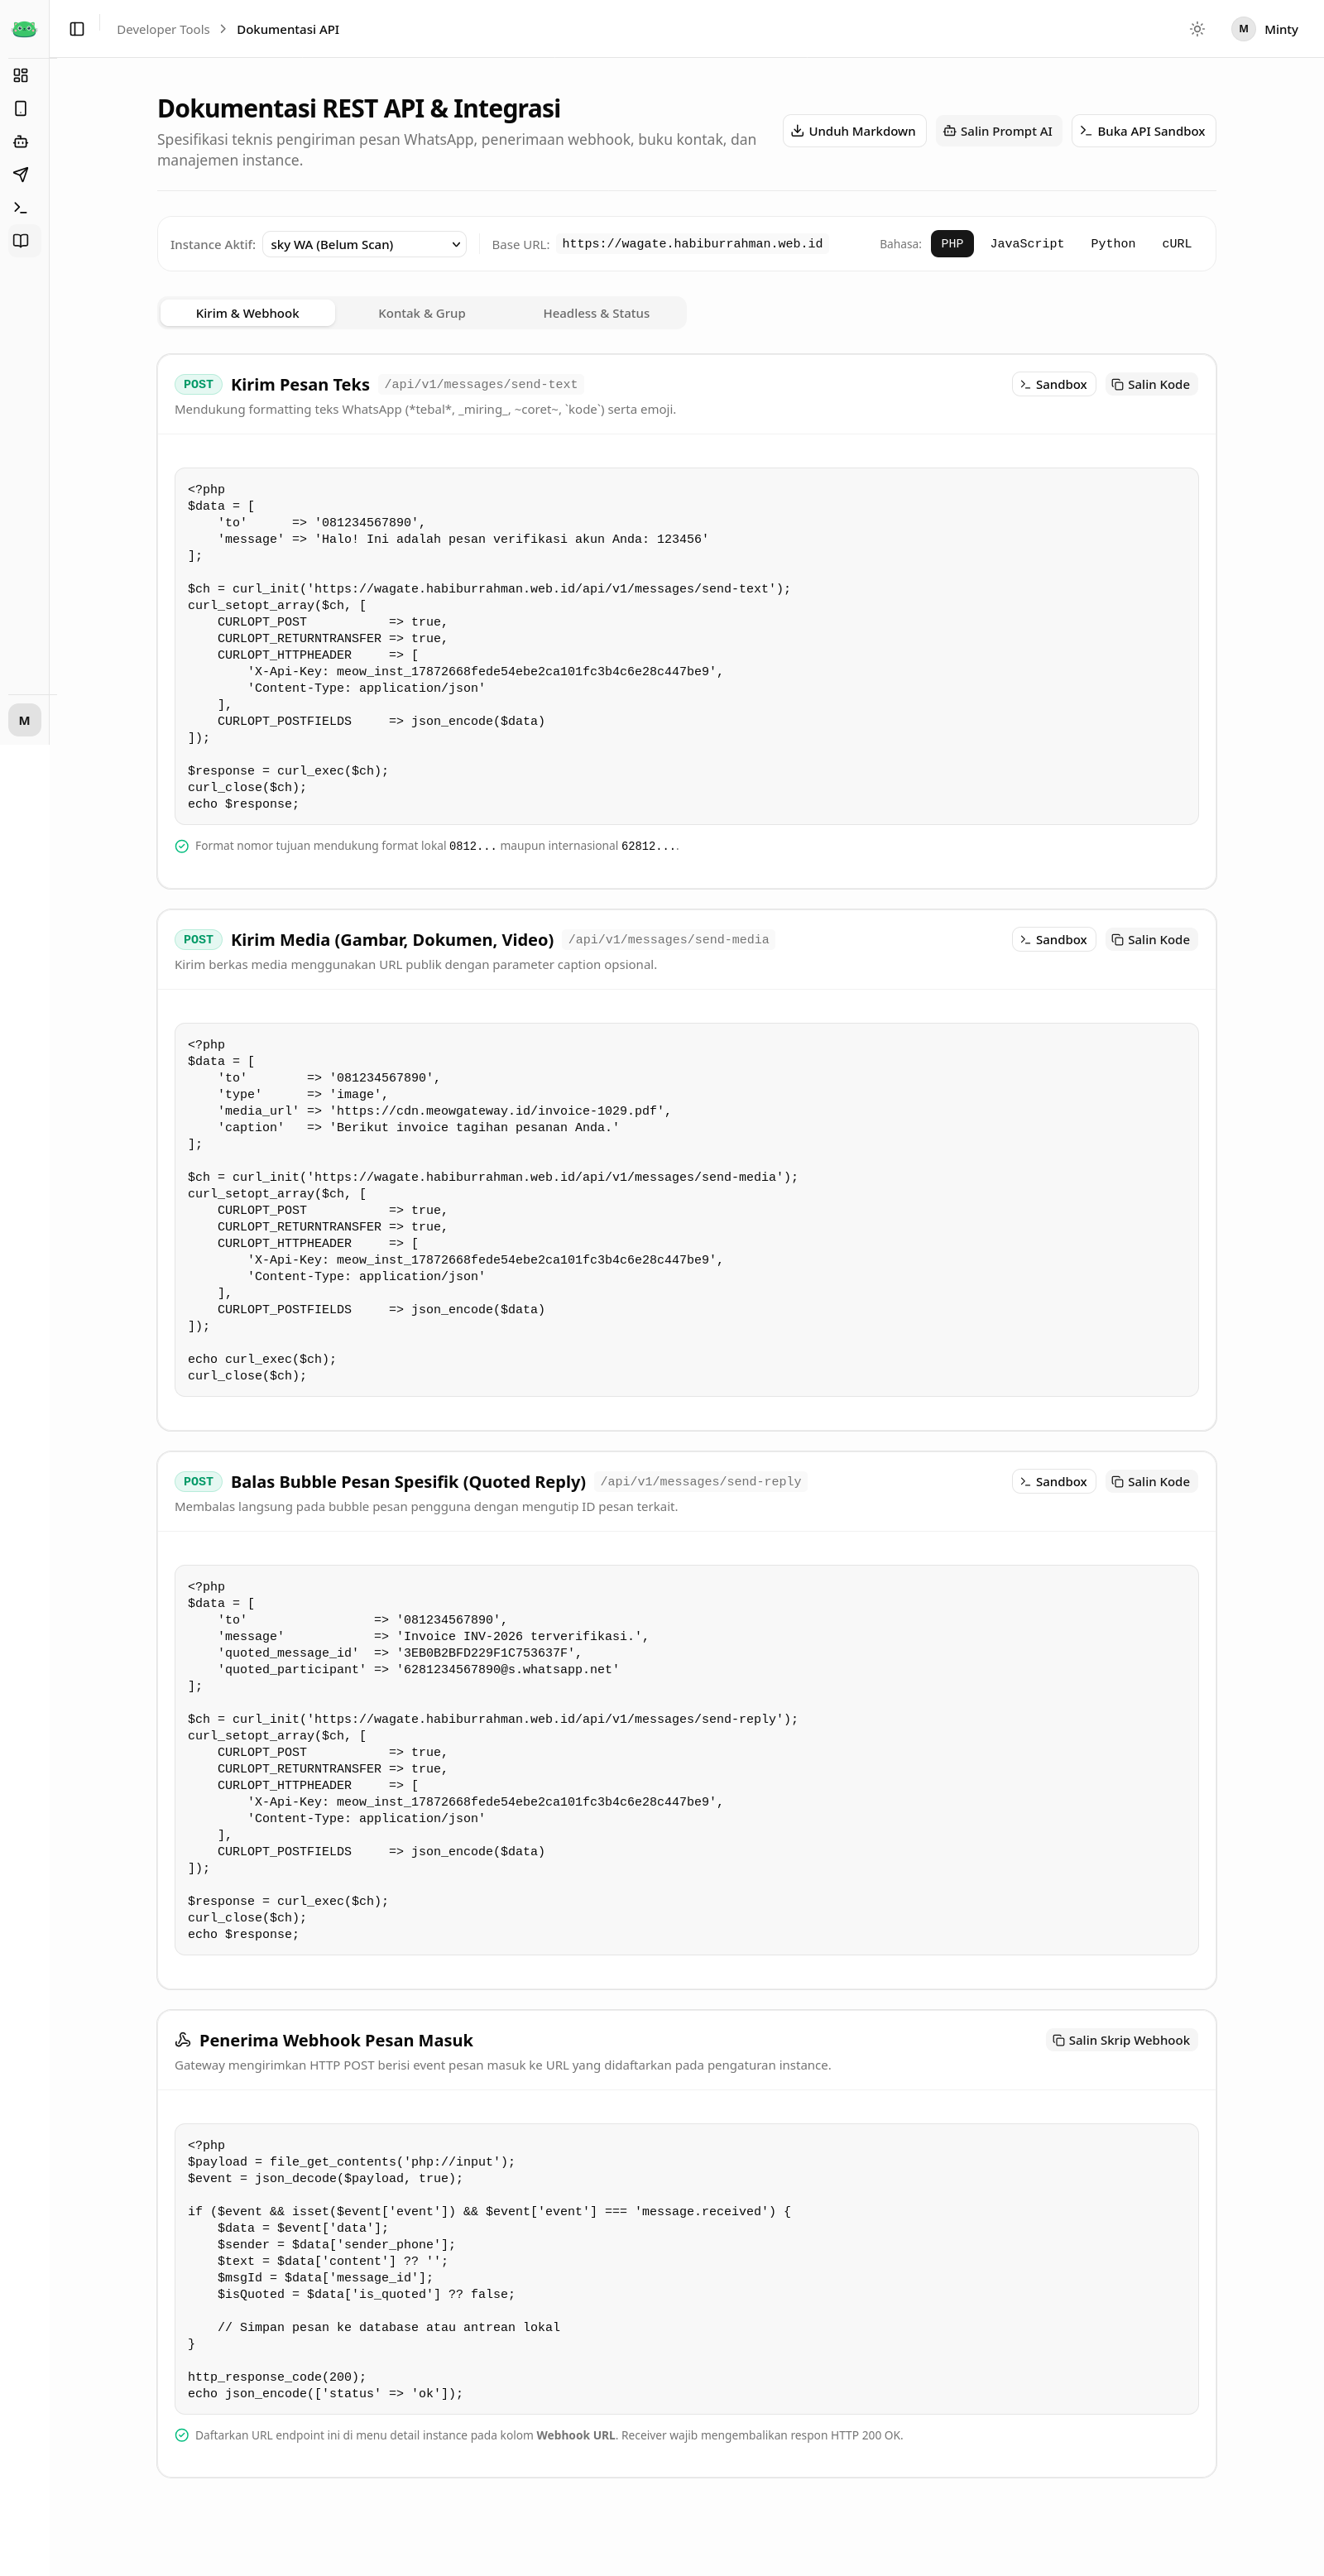 Developer Tools > Dokumentasi API
M Minty
Dokumentasi REST API & Integrasi
Spesifikasi teknis pengiriman pesan WhatsApp, penerimaan webhook, buku kontak, dan
manajemen instance.
Unduh Markdown
Salin Prompt AI
Buka API Sandbox
Instance Aktif: sky WA (Belum Scan)
Base URL: https://wagate.habiburrahman.web.id
Bahasa: PHP JavaScript Python cURL
Kirim & Webhook
Kontak & Grup
Headless & Status
POST Kirim Pesan Teks /api/v1/messages/send-text
Sandbox
Salin Kode
Mendukung formatting teks WhatsApp (*tebal*, _miring_, ~coret~, `kode`) serta emoji.
<?php
$data = [
    'to'      => '081234567890',
    'message' => 'Halo! Ini adalah pesan verifikasi akun Anda: 123456'
];
$ch = curl_init('https://wagate.habiburrahman.web.id/api/v1/messages/send-text');
curl_setopt_array($ch, [
    CURLOPT_POST           => true,
    CURLOPT_RETURNTRANSFER => true,
    CURLOPT_HTTPHEADER     => [
        'X-Api-Key: meow_inst_17872668fede54ebe2ca101fc3b4c6e28c447be9',
        'Content-Type: application/json'
    ],
    CURLOPT_POSTFIELDS     => json_encode($data)
]);
$response = curl_exec($ch);
curl_close($ch);
echo $response;
Format nomor tujuan mendukung format lokal 0812... maupun internasional 62812....
M
POST Kirim Media (Gambar, Dokumen, Video) /api/v1/messages/send-media
Sandbox
Salin Kode
Kirim berkas media menggunakan URL publik dengan parameter caption opsional.
<?php
$data = [
    'to'        => '081234567890',
    'type'      => 'image',
    'media_url' => 'https://cdn.meowgateway.id/invoice-1029.pdf',
    'caption'   => 'Berikut invoice tagihan pesanan Anda.'
];
$ch = curl_init('https://wagate.habiburrahman.web.id/api/v1/messages/send-media');
curl_setopt_array($ch, [
    CURLOPT_POST           => true,
    CURLOPT_RETURNTRANSFER => true,
    CURLOPT_HTTPHEADER     => [
        'X-Api-Key: meow_inst_17872668fede54ebe2ca101fc3b4c6e28c447be9',
        'Content-Type: application/json'
    ],
    CURLOPT_POSTFIELDS     => json_encode($data)
]);
echo curl_exec($ch);
curl_close($ch);
POST Balas Bubble Pesan Spesifik (Quoted Reply) /api/v1/messages/send-reply
Sandbox
Salin Kode
Membalas langsung pada bubble pesan pengguna dengan mengutip ID pesan terkait.
<?php
$data = [
    'to'                 => '081234567890',
    'message'            => 'Invoice INV-2026 terverifikasi.',
    'quoted_message_id'  => '3EB0B2BFD229F1C753637F',
    'quoted_participant' => '6281234567890@s.whatsapp.net'
];
$ch = curl_init('https://wagate.habiburrahman.web.id/api/v1/messages/send-reply');
curl_setopt_array($ch, [
    CURLOPT_POST           => true,
    CURLOPT_RETURNTRANSFER => true,
    CURLOPT_HTTPHEADER     => [
        'X-Api-Key: meow_inst_17872668fede54ebe2ca101fc3b4c6e28c447be9',
        'Content-Type: application/json'
    ],
    CURLOPT_POSTFIELDS     => json_encode($data)
]);
$response = curl_exec($ch);
curl_close($ch);
echo $response;
Penerima Webhook Pesan Masuk
Salin Skrip Webhook
Gateway mengirimkan HTTP POST berisi event pesan masuk ke URL yang didaftarkan pada pengaturan instance.
<?php
$payload = file_get_contents('php://input');
$event = json_decode($payload, true);
if ($event && isset($event['event']) && $event['event'] === 'message.received') {
    $data = $event['data'];
    $sender = $data['sender_phone'];
    $text = $data['content'] ?? '';
    $msgId = $data['message_id'];
    $isQuoted = $data['is_quoted'] ?? false;
    // Simpan pesan ke database atau antrean lokal
}
http_response_code(200);
echo json_encode(['status' => 'ok']);
Daftarkan URL endpoint ini di menu detail instance pada kolom Webhook URL. Receiver wajib mengembalikan respon HTTP 200 OK.